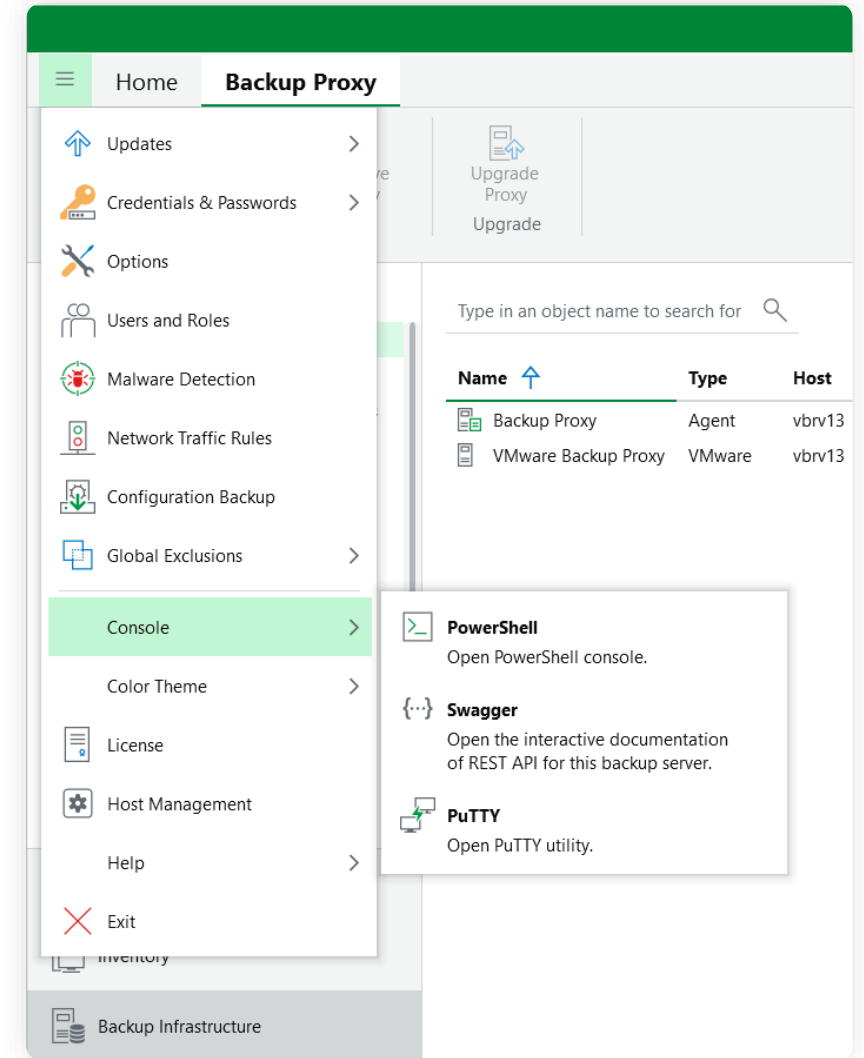 Home
Backup Proxy
Updates
Credentials & Passwords
Options
Users and Roles
Malware Detection
Network Traffic Rules
Configuration Backup
Global Exclusions
Console
Color Theme
License
Host Management
Help
Exit
Inventory
Backup Infrastructure
Upgrade
Proxy
Upgrade
Type in an object name to search for
Name Type Host
Backup Proxy Agent vbrv13
VMware Backup Proxy VMware vbrv13
PowerShell
Open PowerShell console.
Swagger
Open the interactive documentation
of REST API for this backup server.
PuTTY
Open PuTTY utility.